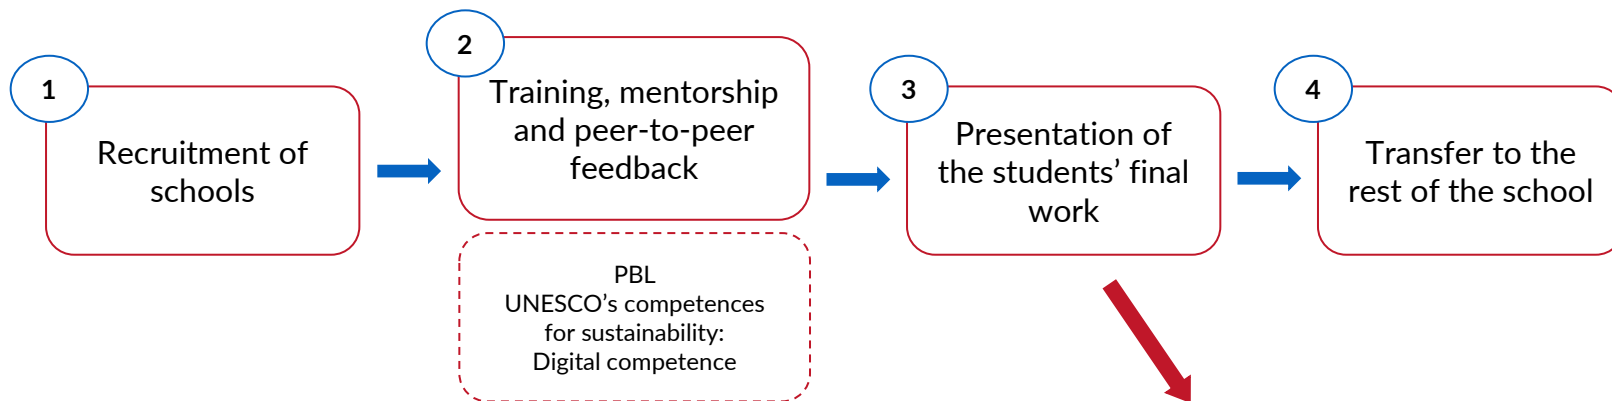 1
Recruitment of
schools
2
Training, mentorship
and peer-to-peer
feedback
PBL
UNESCO’s competences
for sustainability:
Digital competence
3
Presentation of
the students’ final
work
4
Transfer to the
rest of the school